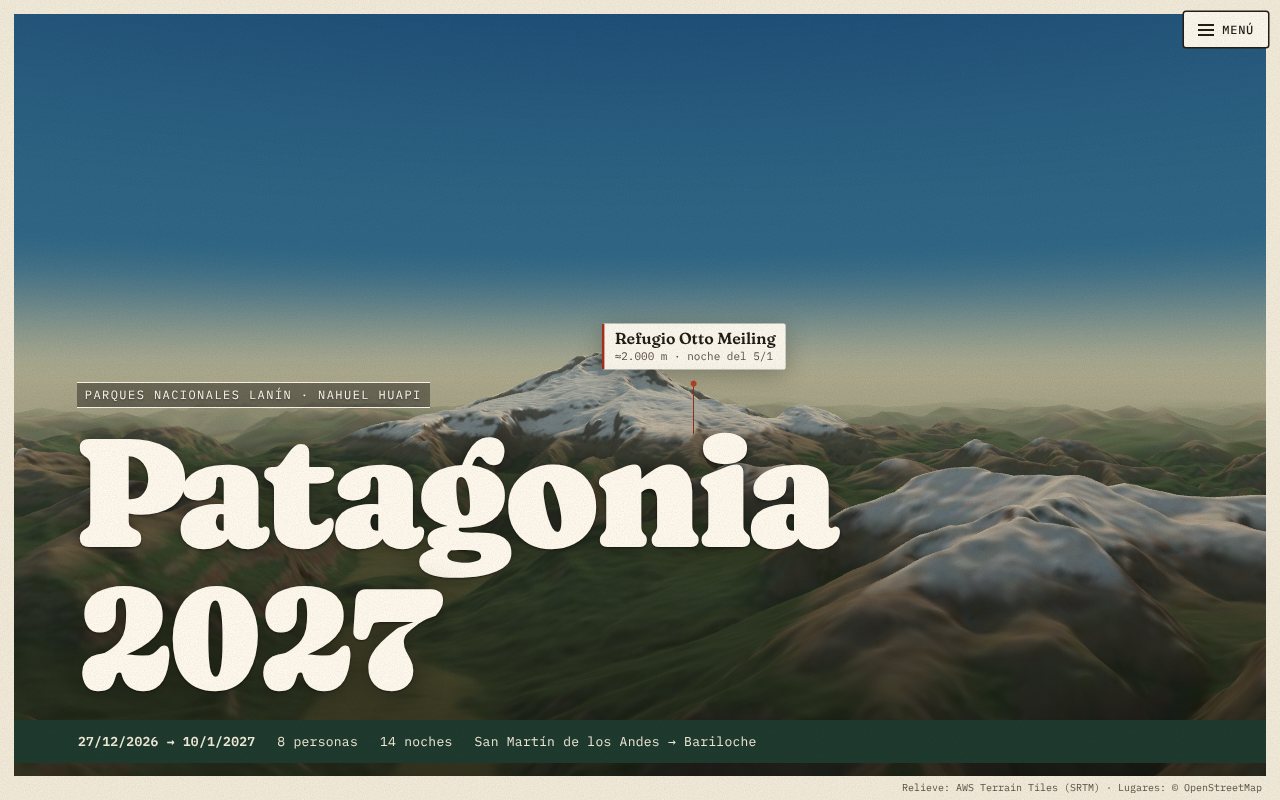 MENÚ
Refugio Otto Meiling
≈2.000 m · noche del 5/1
PARQUES NACIONALES LANÍN · NAHUEL HUAPI
Patagonia
2027
27/12/2026 → 10/1/2027 8 personas 14 noches San Martín de los Andes → Bariloche
Relieve: AWS Terrain Tiles (SRTM) · Lugares: © OpenStreetMap